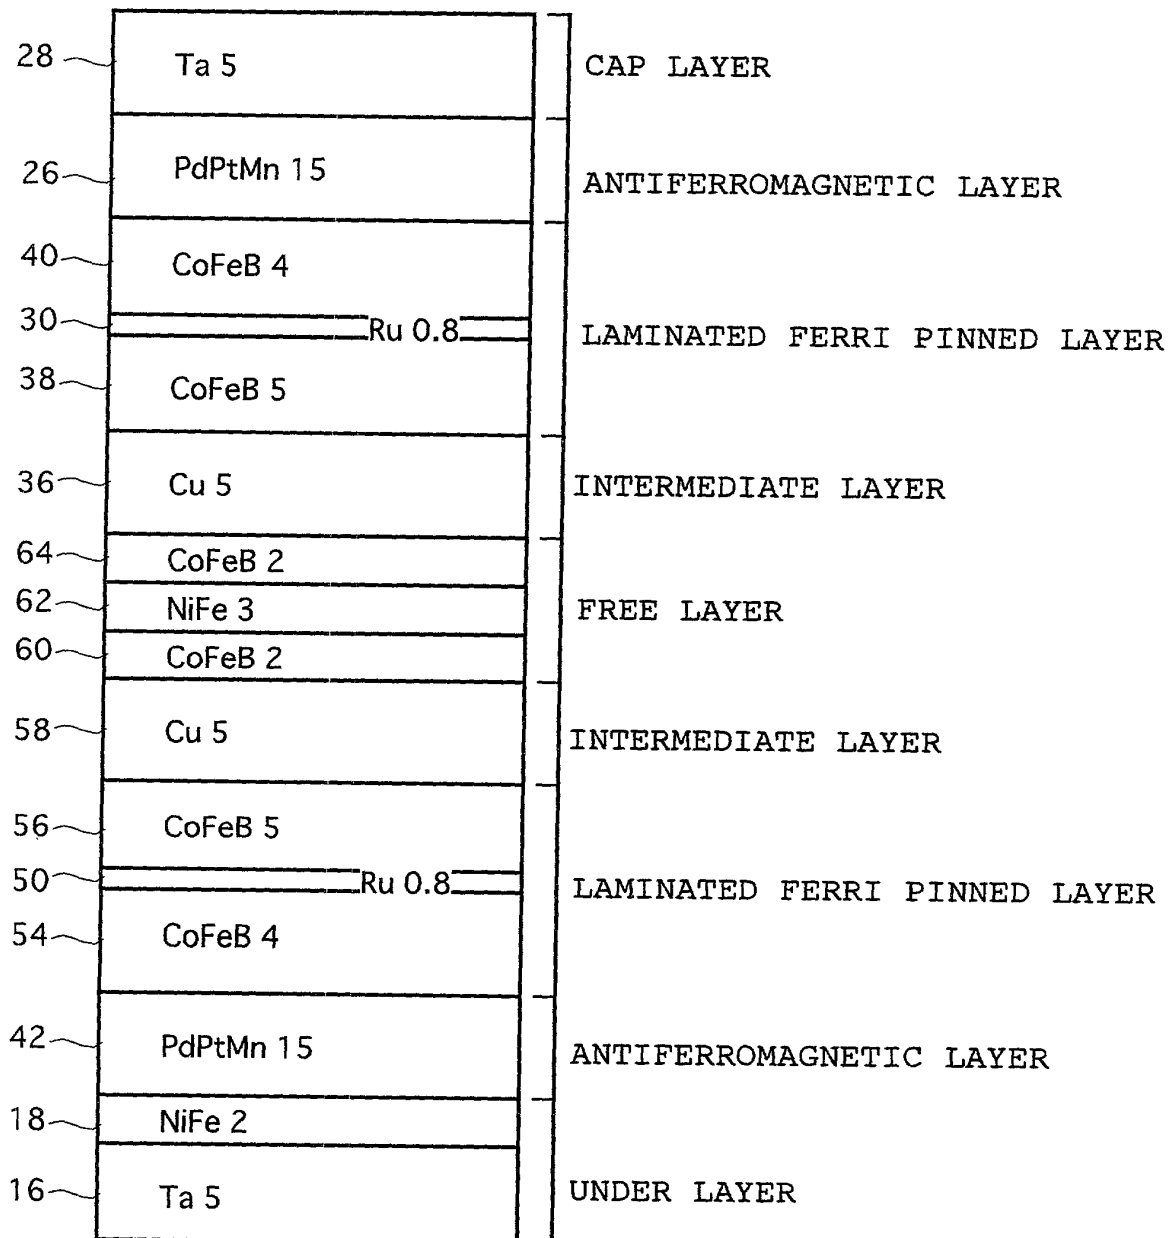 28 Ta 5 CAP LAYER
26 PdPtMn 15 ANTIFERROMAGNETIC LAYER
40 CoFeB 4
30 Ru 0.8 LAMINATED FERRI PINNED LAYER
38 CoFeB 5
36 Cu 5 INTERMEDIATE LAYER
64 CoFeB 2
62 NiFe 3 FREE LAYER
60 CoFeB 2
58 Cu 5 INTERMEDIATE LAYER
56 CoFeB 5
50 Ru 0.8 LAMINATED FERRI PINNED LAYER
54 CoFeB 4
42 PdPtMn 15 ANTIFERROMAGNETIC LAYER
18 NiFe 2
16 Ta 5 UNDER LAYER